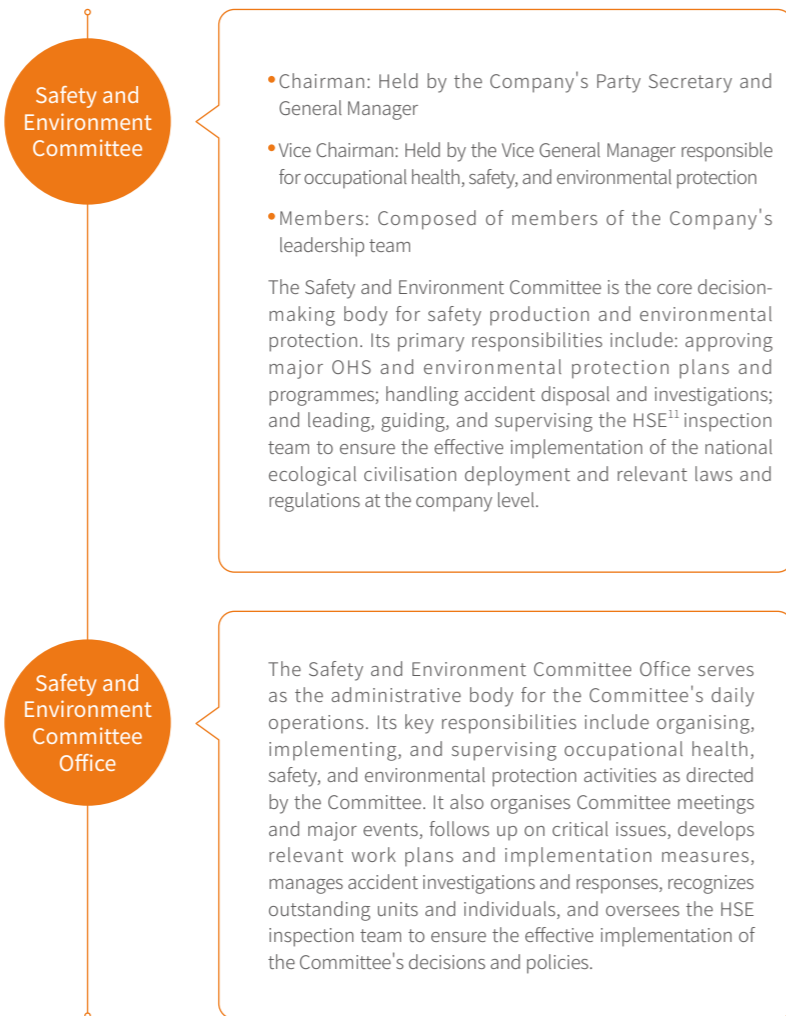 Safety and
Environment
Committee
•Chairman: Held by the Company's Party Secretary and
General Manager
•Vice Chairman: Held by the Vice General Manager responsible
for occupational health, safety, and environmental protection
•Members: Composed of members of the Company's
leadership team
The Safety and Environment Committee is the core decision-
making body for safety production and environmental
protection. Its primary responsibilities include: approving
major OHS and environmental protection plans and
programmes; handling accident disposal and investigations;
and leading, guiding, and supervising the HSE¹¹ inspection
team to ensure the effective implementation of the national
ecological civilisation deployment and relevant laws and
regulations at the company level.
Safety and
Environment
Committee
Office
The Safety and Environment Committee Office serves
as the administrative body for the Committee's daily
operations. Its key responsibilities include organising,
implementing, and supervising occupational health,
safety, and environmental protection activities as directed
by the Committee. It also organises Committee meetings
and major events, follows up on critical issues, develops
relevant work plans and implementation measures,
manages accident investigations and responses, recognizes
outstanding units and individuals, and oversees the HSE
inspection team to ensure the effective implementation of
the Committee's decisions and policies.